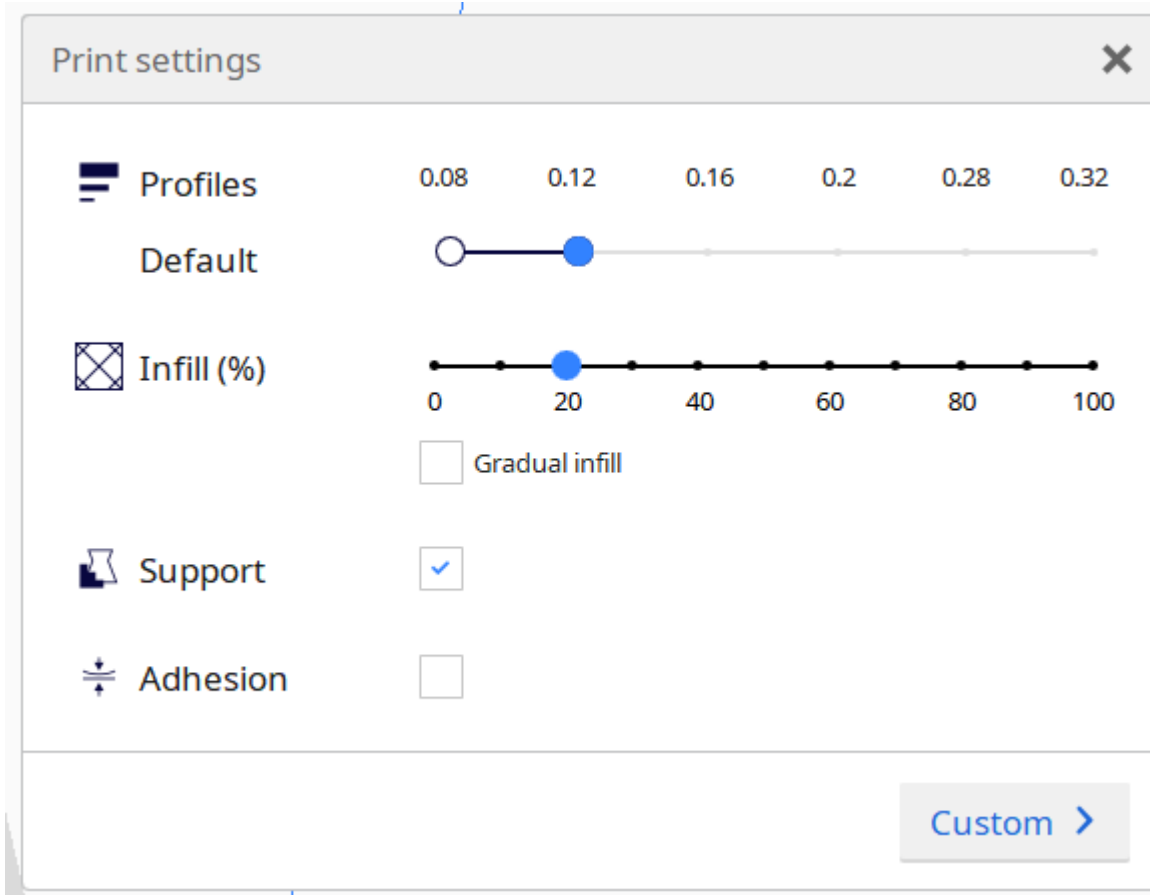 Print settings
Profiles 0.08 0.12 0.16 0.2 0.28 0.32
Default
Infill (%)
0 20 40 60 80 100
Gradual infill
Support
Adhesion
Custom